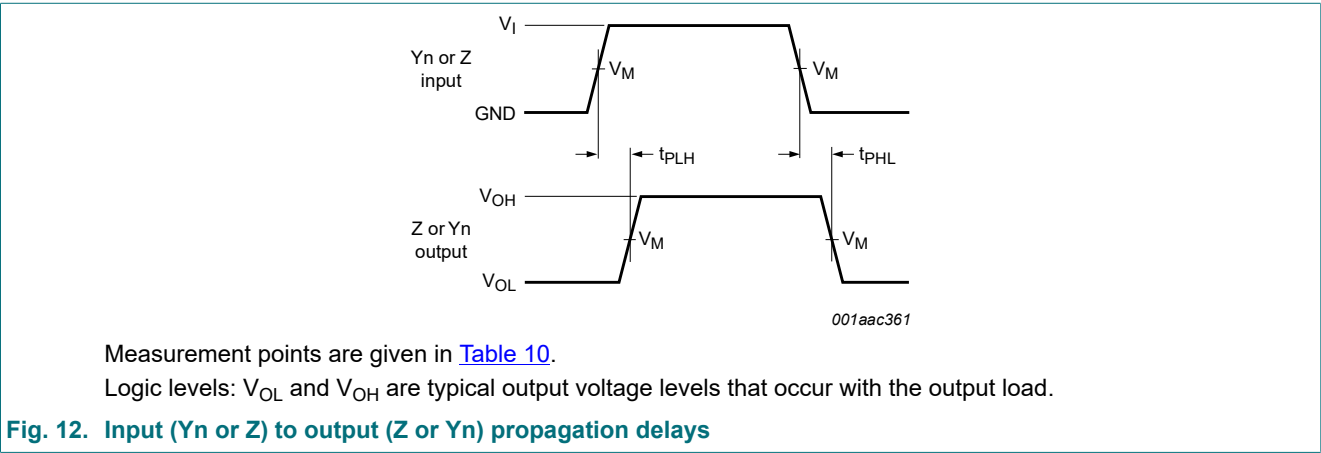 VI
Yn or Z
input
VM
VM
GND
tPLH
tPHL
VOH
Z or Yn
output
VM
VM
VOL
001aac361
Measurement points are given in Table 10.
Logic levels: VOL and VOH are typical output voltage levels that occur with the output load.
Fig. 12. Input (Yn or Z) to output (Z or Yn) propagation delays